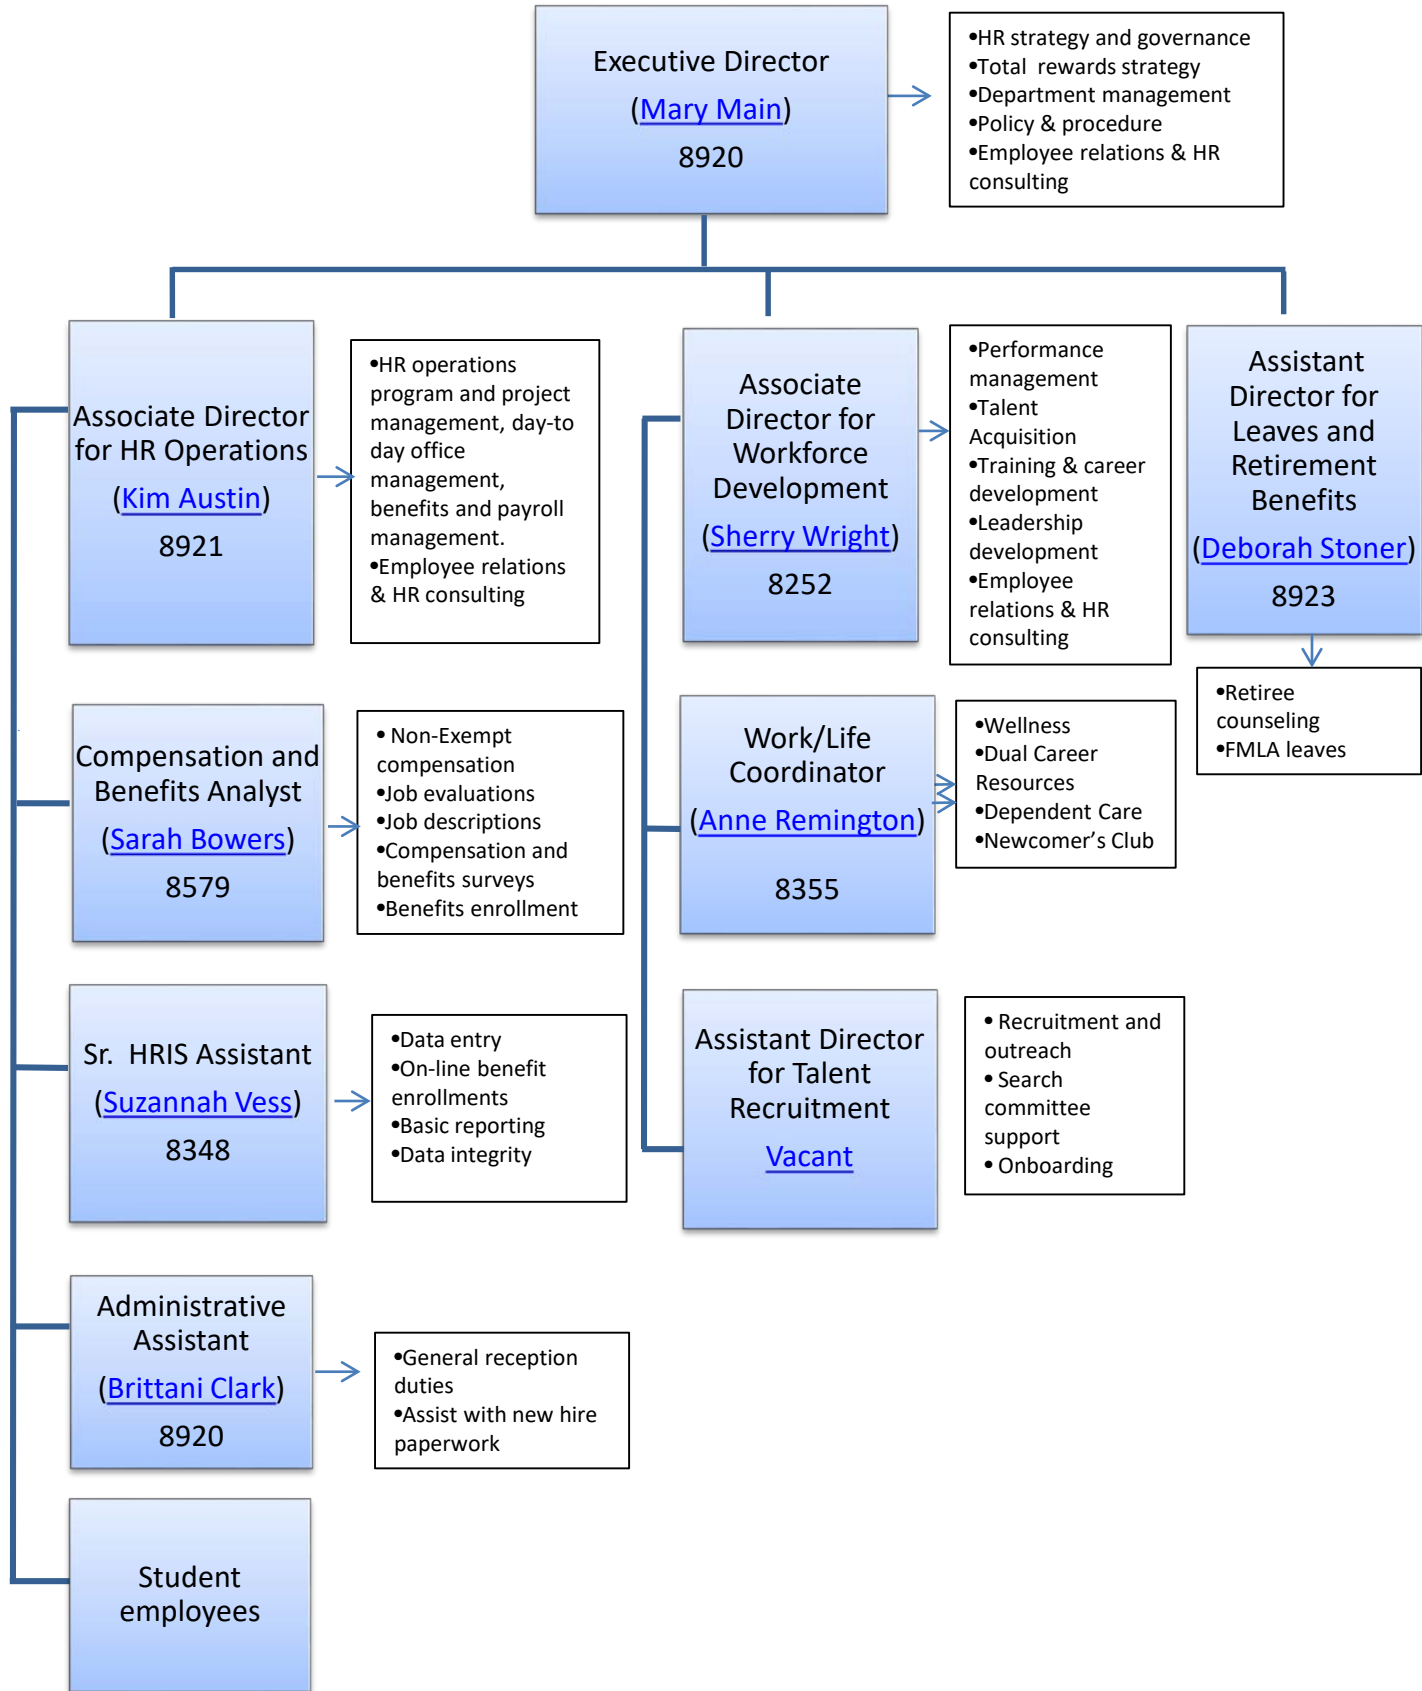 Executive Director
(Mary Main)
8920
•HR strategy and governance
•Total rewards strategy
•Department management
•Policy & procedure
•Employee relations & HR
consulting
Associate Director
for HR Operations
(Kim Austin)
8921
•HR operations
program and project
management, day-to
day office
management,
benefits and payroll
management.
•Employee relations
& HR consulting
Associate
Director for
Workforce
Development
(Sherry Wright)
8252
•Performance
management
•Talent
Acquisition
•Training & career
development
•Leadership
development
•Employee
relations & HR
consulting
Assistant
Director for
Leaves and
Retirement
Benefits
(Deborah Stoner)
8923
•Retiree
counseling
•FMLA leaves
Compensation and
Benefits Analyst
(Sarah Bowers)
8579
• Non-Exempt
compensation
•Job evaluations
•Job descriptions
•Compensation and
benefits surveys
•Benefits enrollment
Work/Life
Coordinator
(Anne Remington)
8355
•Wellness
•Dual Career
Resources
•Dependent Care
•Newcomer’s Club
Sr. HRIS Assistant
(Suzannah Vess)
8348
•Data entry
•On-line benefit
enrollments
•Basic reporting
•Data integrity
Assistant Director
for Talent
Recruitment
Vacant
• Recruitment and
outreach
• Search
committee
support
• Onboarding
Administrative
Assistant
(Brittani Clark)
8920
•General reception
duties
•Assist with new hire
paperwork
Student
employees